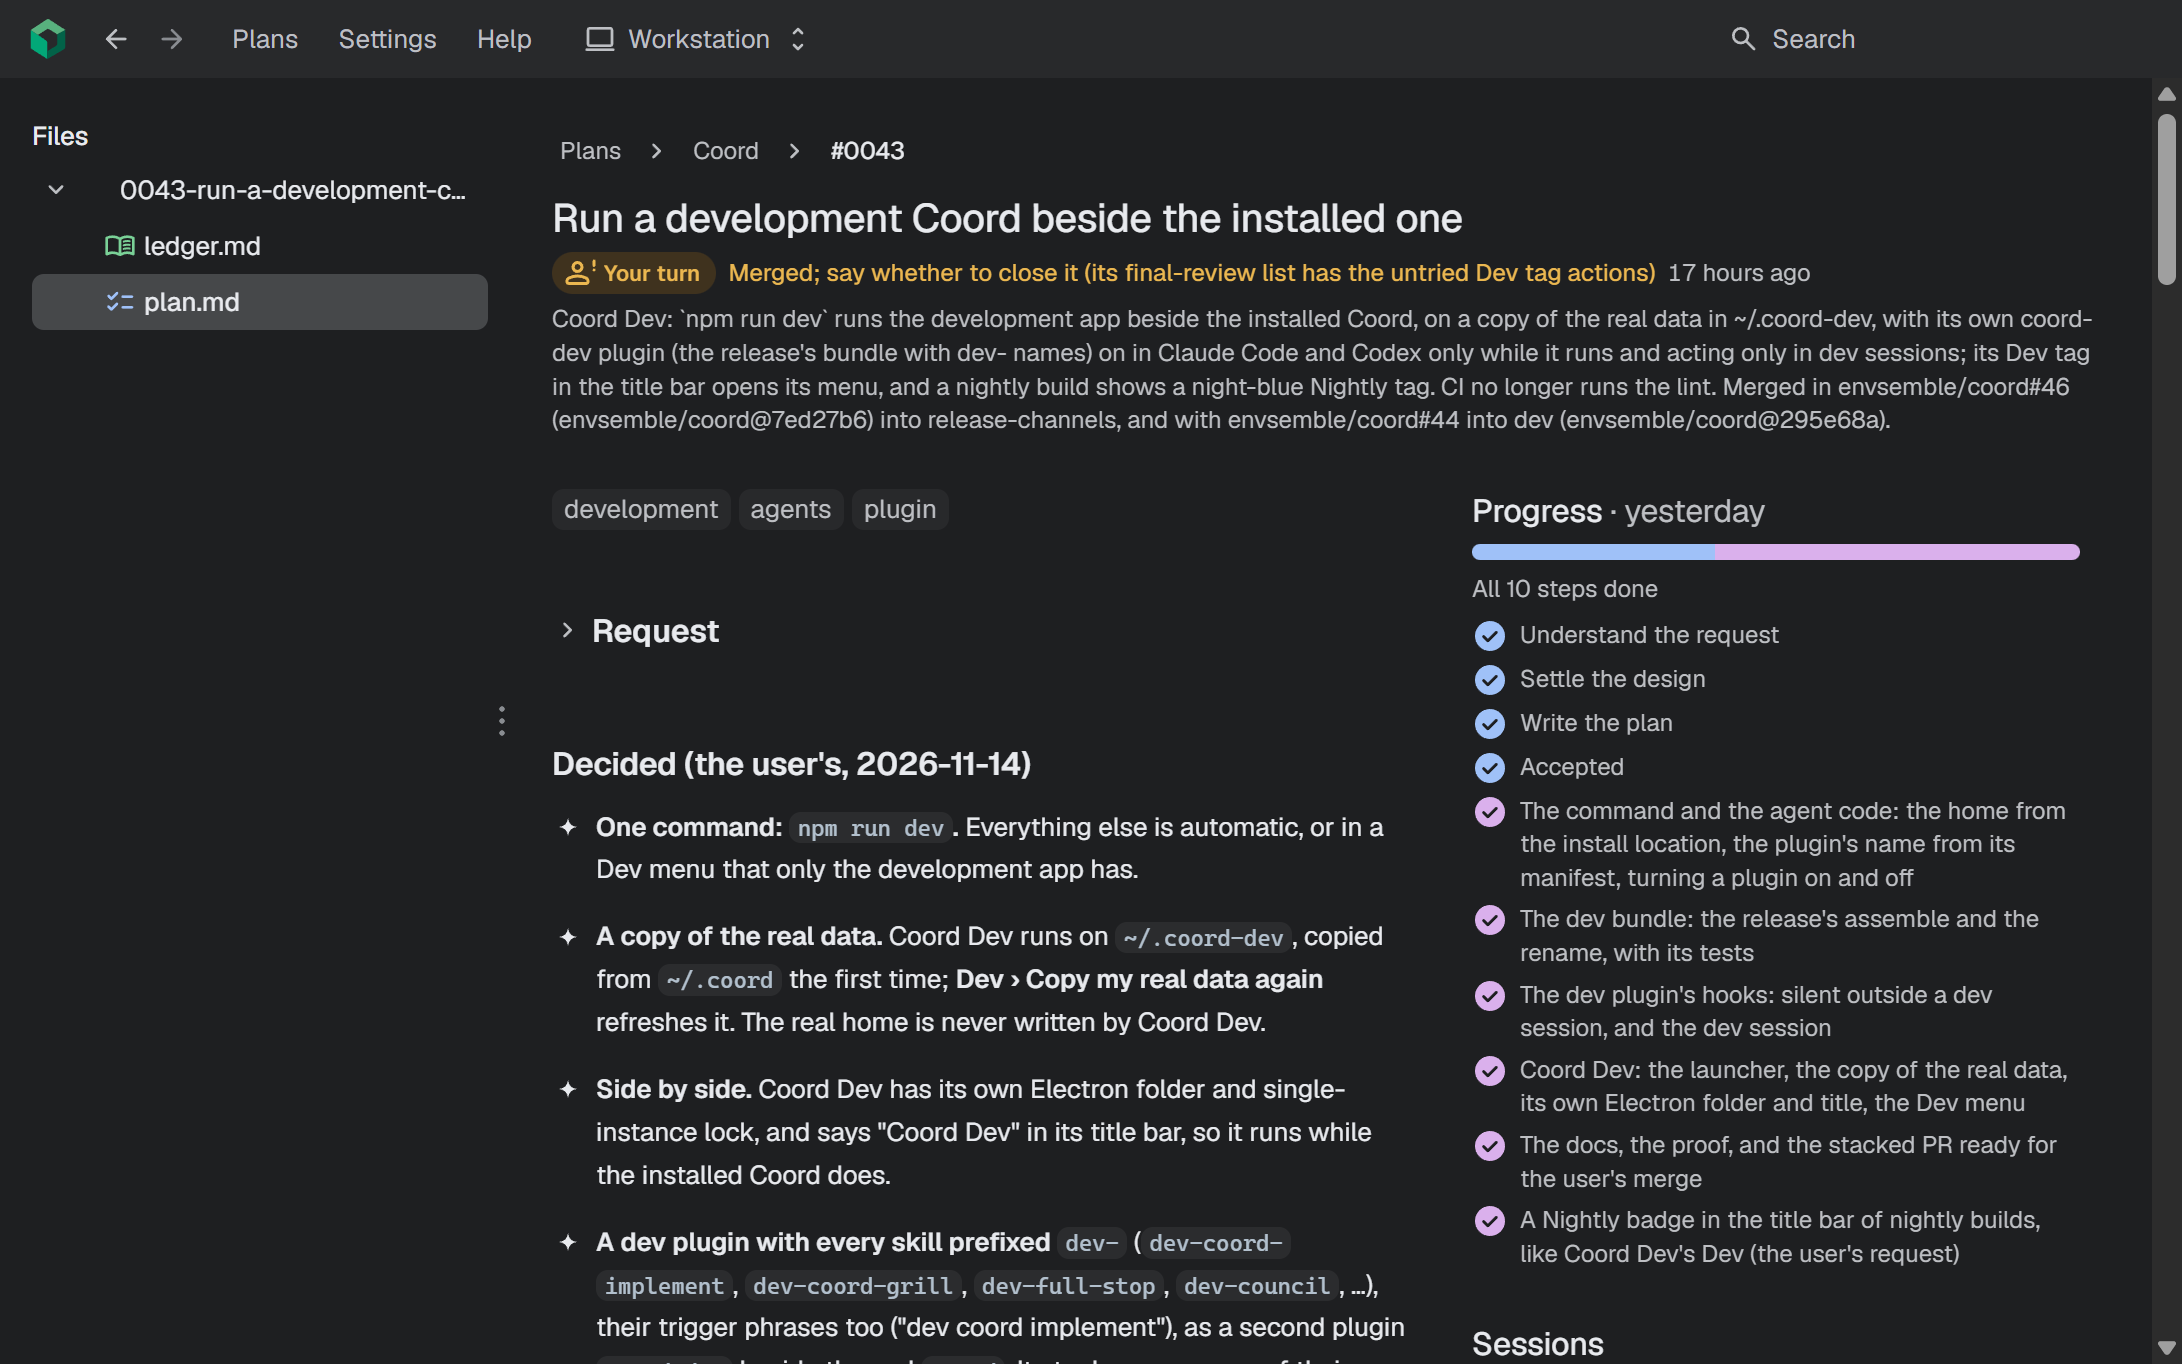 Plans Settings Help Workstation Search
Files
0043-run-a-development-c...
ledger.md
plan.md
Plans > Coord > #0043
Run a development Coord beside the installed one
Your turn Merged; say whether to close it (its final-review list has the untried Dev tag actions) 17 hours ago
Coord Dev: `npm run dev` runs the development app beside the installed Coord, on a copy of the real data in ~/.coord-dev, with its own coord-
dev plugin (the release's bundle with dev- names) on in Claude Code and Codex only while it runs and acting only in dev sessions; its Dev tag
in the title bar opens its menu, and a nightly build shows a night-blue Nightly tag. CI no longer runs the lint. Merged in envsemble/coord#46
(envsemble/coord@7ed27b6) into release-channels, and with envsemble/coord#44 into dev (envsemble/coord@295e68a).
development agents plugin
Request
Decided (the user's, 2026-11-14)
One command: npm run dev. Everything else is automatic, or in a
Dev menu that only the development app has.
A copy of the real data. Coord Dev runs on ~/.coord-dev, copied
from ~/.coord the first time; Dev › Copy my real data again
refreshes it. The real home is never written by Coord Dev.
Side by side. Coord Dev has its own Electron folder and single-
instance lock, and says "Coord Dev" in its title bar, so it runs while
the installed Coord does.
A dev plugin with every skill prefixed dev- (dev-coord-
implement, dev-coord-grill, dev-full-stop, dev-council, …),
their trigger phrases too ("dev coord implement"), as a second plugin
Progress · yesterday
All 10 steps done
Understand the request
Settle the design
Write the plan
Accepted
The command and the agent code: the home from
the install location, the plugin's name from its
manifest, turning a plugin on and off
The dev bundle: the release's assemble and the
rename, with its tests
The dev plugin's hooks: silent outside a dev
session, and the dev session
Coord Dev: the launcher, the copy of the real data,
its own Electron folder and title, the Dev menu
The docs, the proof, and the stacked PR ready for
the user's merge
A Nightly badge in the title bar of nightly builds,
like Coord Dev's Dev (the user's request)
Sessions